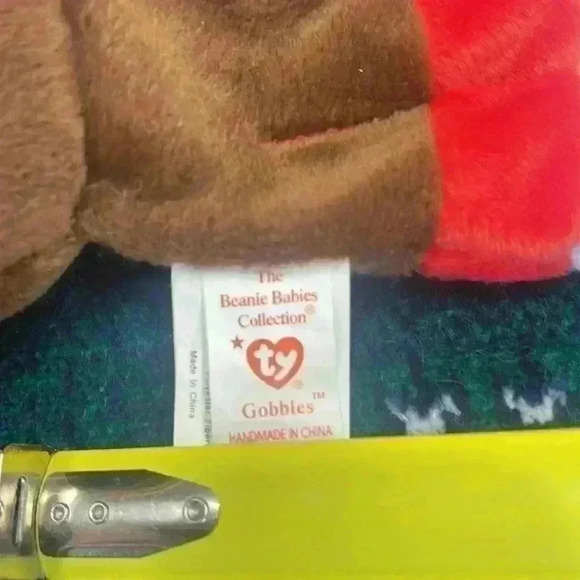 The
Beanie Babies
Collection®
ty®
Gobbles™
HANDMADE IN CHINA
Made In China